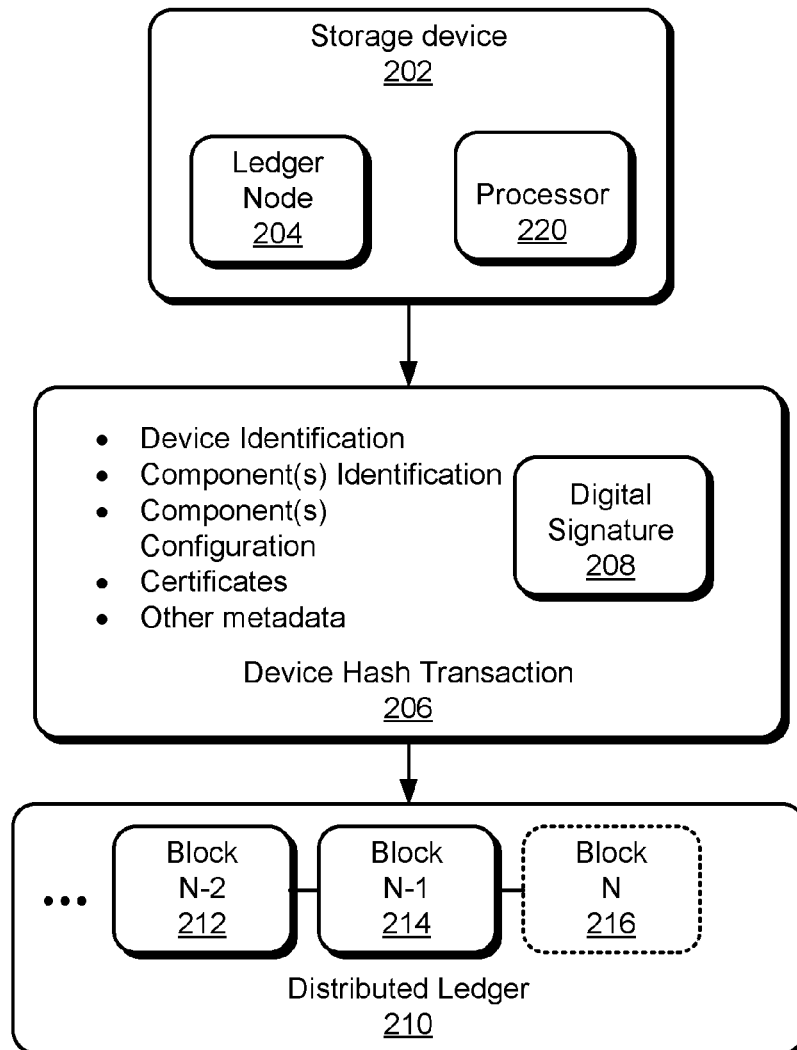 Storage device
202
Ledger
Node
204
Processor
220
• Device Identification
• Component(s) Identification
• Component(s)
Configuration
• Certificates
• Other metadata
Digital
Signature
208
Device Hash Transaction
206
•••
Block
N-2
212
Block
N-1
214
Block
N
216
Distributed Ledger
210